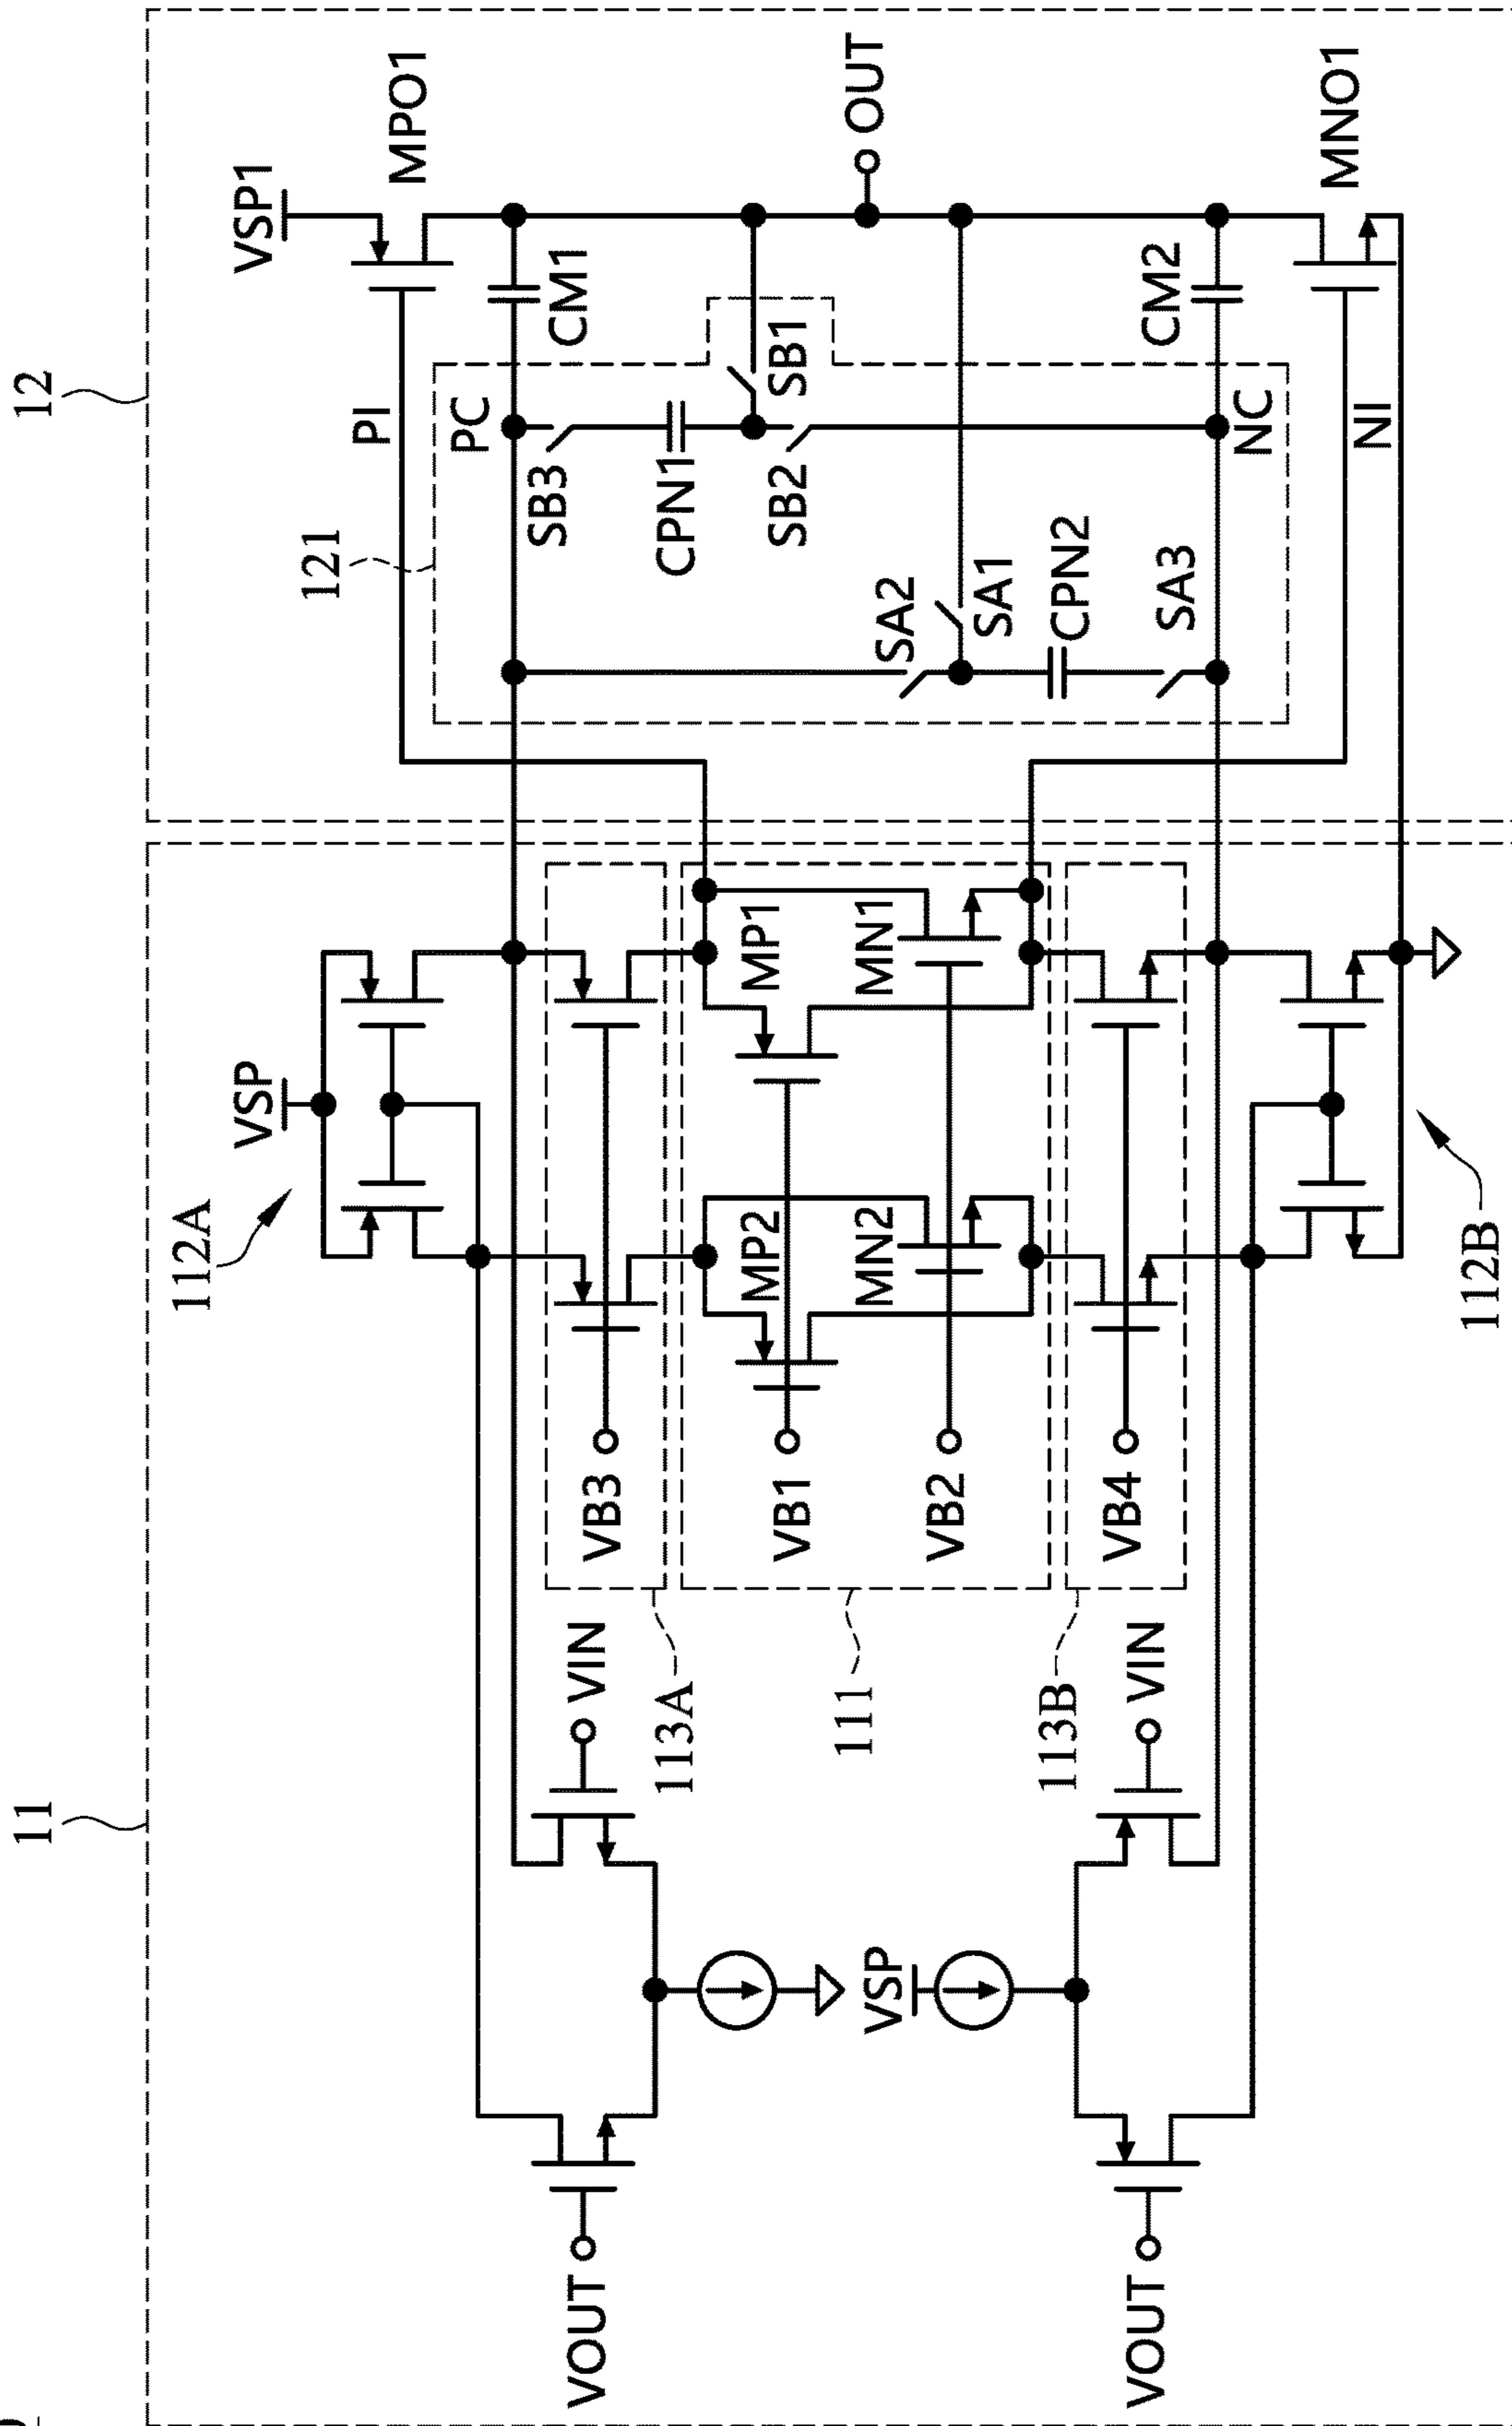 11
12
112A
VSP
VSP1
MPO1
PI
121
PC
CM1
SB3
VOUT
VIN
VB3
113A
CPN1
SB1
SB2
MP2
MP1
VB1
111
OUT
SA2
SA1
VSP
VB2
MN2
MN1
CPN2
113B
VOUT
VIN
VB4
SA3
CM2
NC
NI
MNO1
112B